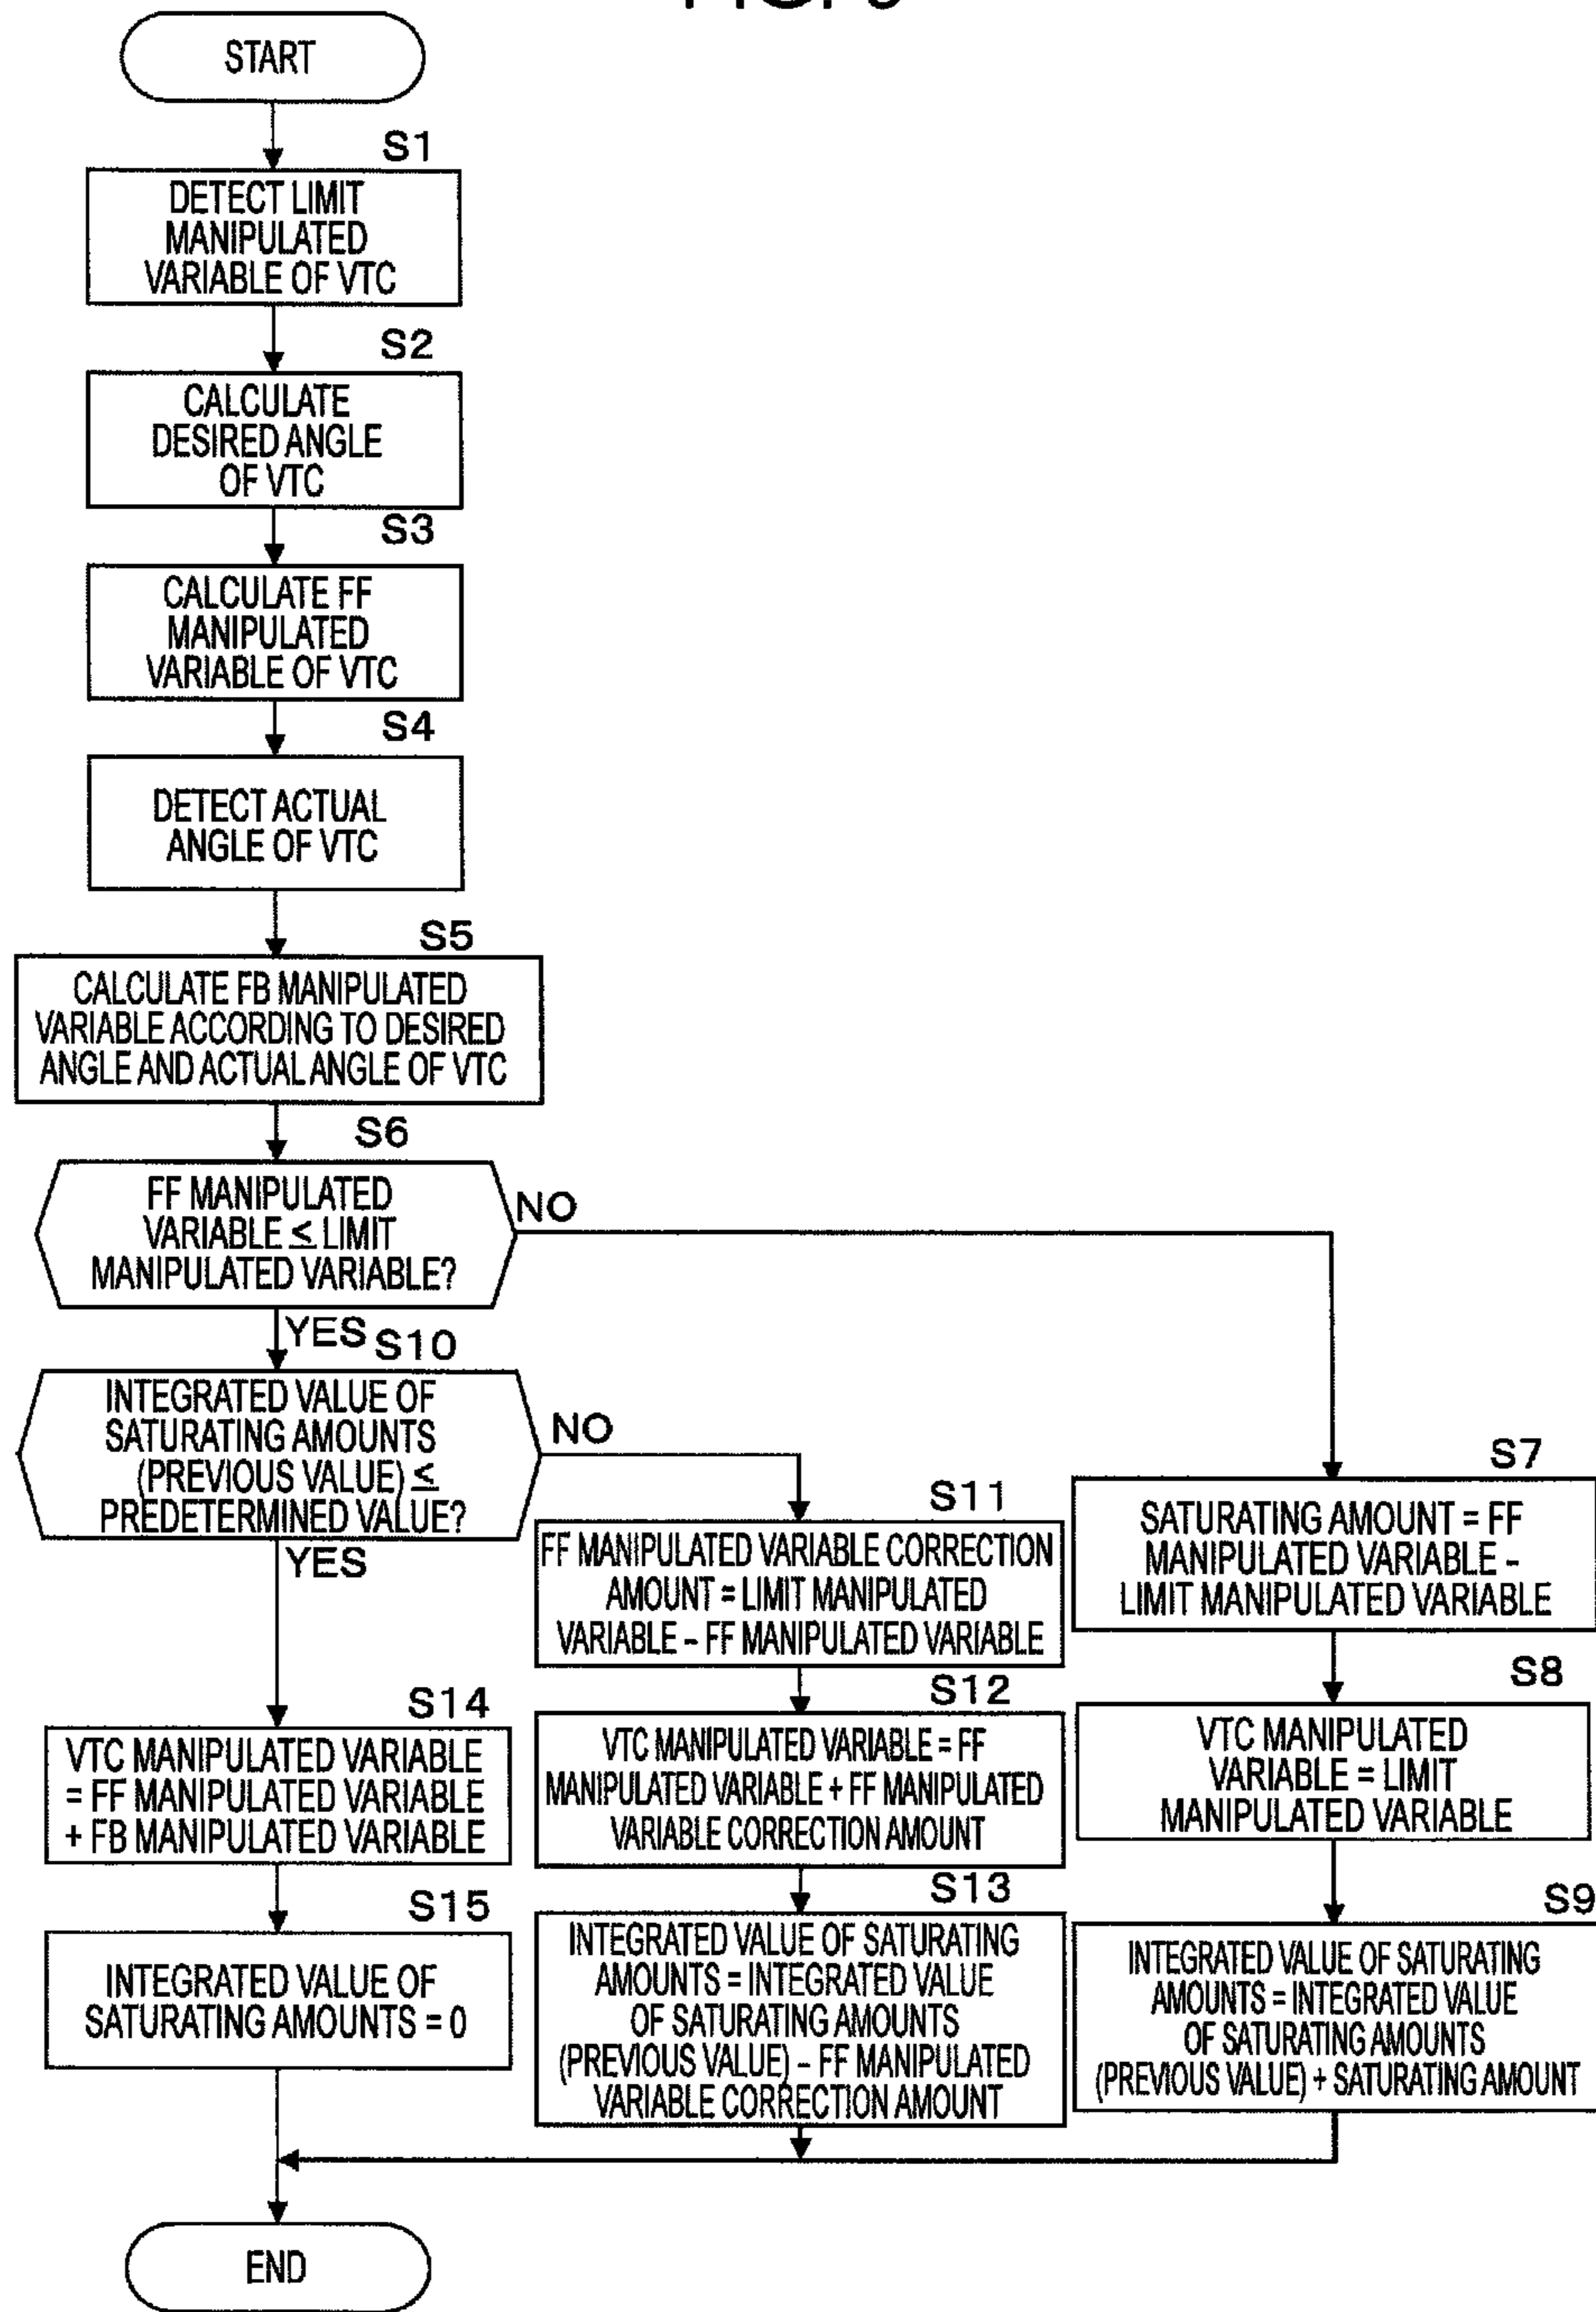 START
S1
DETECT LIMIT
MANIPULATED
VARIABLE OF VTC
S2
CALCULATE
DESIRED ANGLE
OF VTC
S3
CALCULATE FF
MANIPULATED
VARIABLE OF VTC
S4
DETECT ACTUAL
ANGLE OF VTC
S5
CALCULATE FB MANIPULATED
VARIABLE ACCORDING TO DESIRED
ANGLE AND ACTUAL ANGLE OF VTC
S6
FF MANIPULATED
VARIABLE ≤ LIMIT
MANIPULATED VARIABLE?
NO
YES
S10
INTEGRATED VALUE OF
SATURATING AMOUNTS
(PREVIOUS VALUE) ≤
PREDETERMINED VALUE?
NO
YES
S7
SATURATING AMOUNT = FF
MANIPULATED VARIABLE -
LIMIT MANIPULATED VARIABLE
S8
VTC MANIPULATED
VARIABLE = LIMIT
MANIPULATED VARIABLE
S9
INTEGRATED VALUE OF SATURATING
AMOUNTS = INTEGRATED VALUE
OF SATURATING AMOUNTS
(PREVIOUS VALUE) + SATURATING AMOUNT
S11
FF MANIPULATED VARIABLE CORRECTION
AMOUNT = LIMIT MANIPULATED
VARIABLE - FF MANIPULATED VARIABLE
S12
VTC MANIPULATED VARIABLE = FF
MANIPULATED VARIABLE + FF MANIPULATED
VARIABLE CORRECTION AMOUNT
S13
INTEGRATED VALUE OF SATURATING
AMOUNTS = INTEGRATED VALUE
OF SATURATING AMOUNTS
(PREVIOUS VALUE) - FF MANIPULATED
VARIABLE CORRECTION AMOUNT
S14
VTC MANIPULATED VARIABLE
= FF MANIPULATED VARIABLE
+ FB MANIPULATED VARIABLE
S15
INTEGRATED VALUE OF
SATURATING AMOUNTS = 0
END